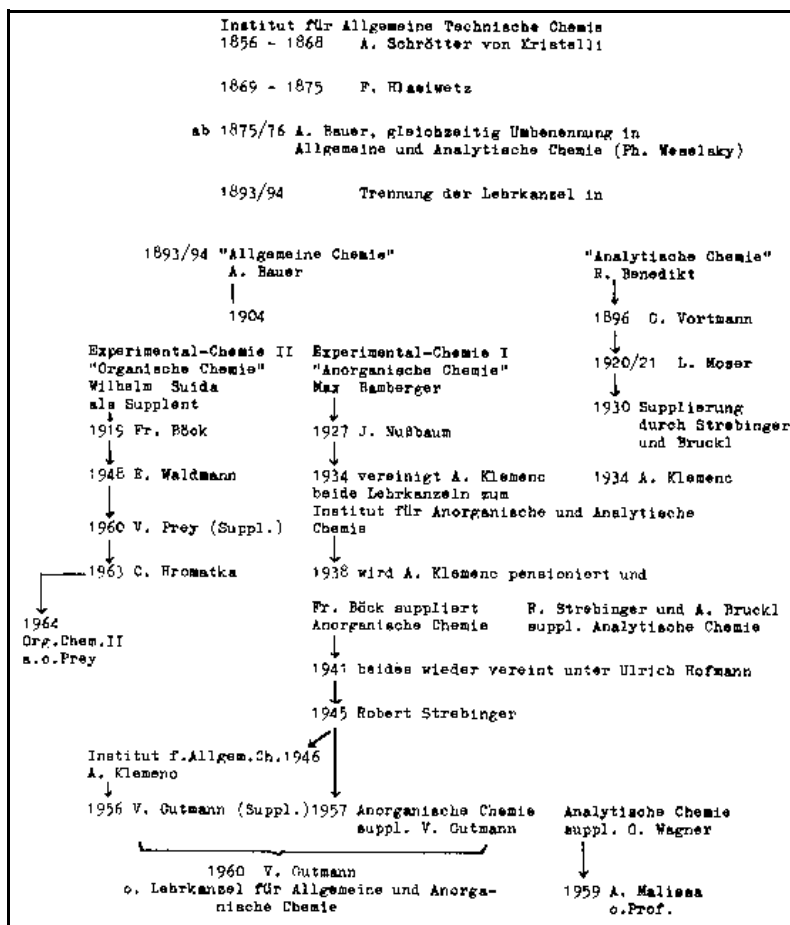 Institut für Allgemeine Technische Chemie
1856 - 1868 A. Schrötter von Kristelli
1869 - 1875 F. Hlasiwetz
ab 1875/76 A. Bauer, gleichzeitig Umbenennung in
Allgemeine und Analytische Chemie (Ph. Weselsky)
1893/94 Trennung der Lehrkanzel in
1893/94 "Allgemeine Chemie"
A. Bauer
1904
"Analytische Chemie"
R. Benedikt
1896 G. Vortmann
1920/21 L. Moser
1930 Supplierung
durch Strebinger
und Bruckl
1934 A. Klemenc
Experimental-Chemie II
"Organische Chemie"
Wilhelm Suida
als Supplent
1919 Fr. Böck
1948 E. Waldmann
1960 V. Prey (Suppl.)
1963 O. Hromatka
1964
Org.Chem.II
a.o.Prey
Experimental-Chemie I
"Anorganische Chemie"
Max Bamberger
1927 J. Nußbaum
1934 vereinigt A. Klemenc
beide Lehrkanzeln zum
Institut für Anorganische und Analytische
Chemie
1938 wird A. Klemenc pensioniert und
Fr. Böck suppliert
Anorganische Chemie
R. Strebinger und A. Bruckl
suppl. Analytische Chemie
1941 beides wieder vereint unter Ulrich Hofmann
1945 Robert Strebinger
Institut f.Allgem.Ch.1946
A. Klemenc
1956 V. Gutmann (Suppl.)
1957 Anorganische Chemie
suppl. V. Gutmann
Analytische Chemie
suppl. O. Wagner
1960 V. Gutmann
o. Lehrkanzel für Allgemeine und Anorga-
nische Chemie
1959 A. Malissa
o.Prof.